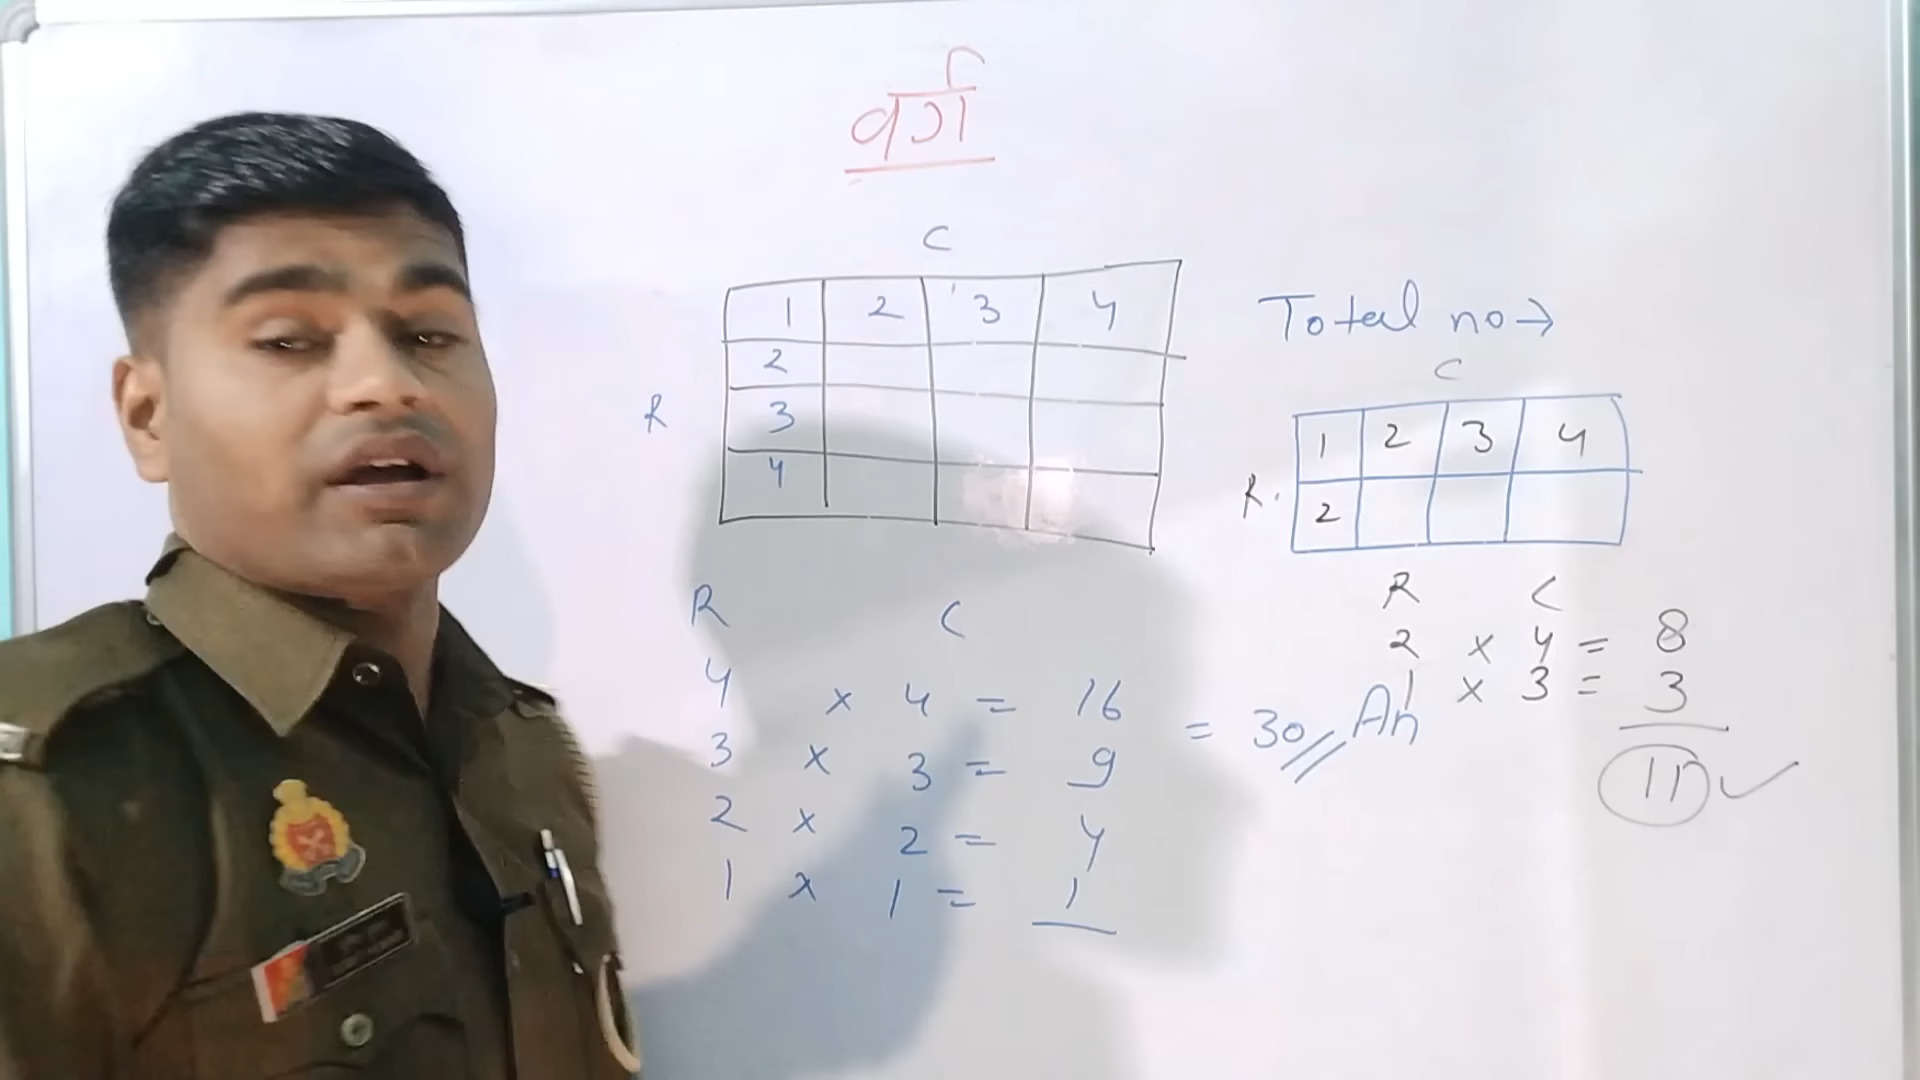 वर्ग
C
1 2 3 4
2
R 3
4
R C
4 x 4 = 16
3 x 3 = 9
2 x 2 = 4
1 x 1 = 1
= 30 An
Total no →
C
1 2 3 4
R. 2
R C
2 x 4 = 8
1 x 3 = 3
11 ✓